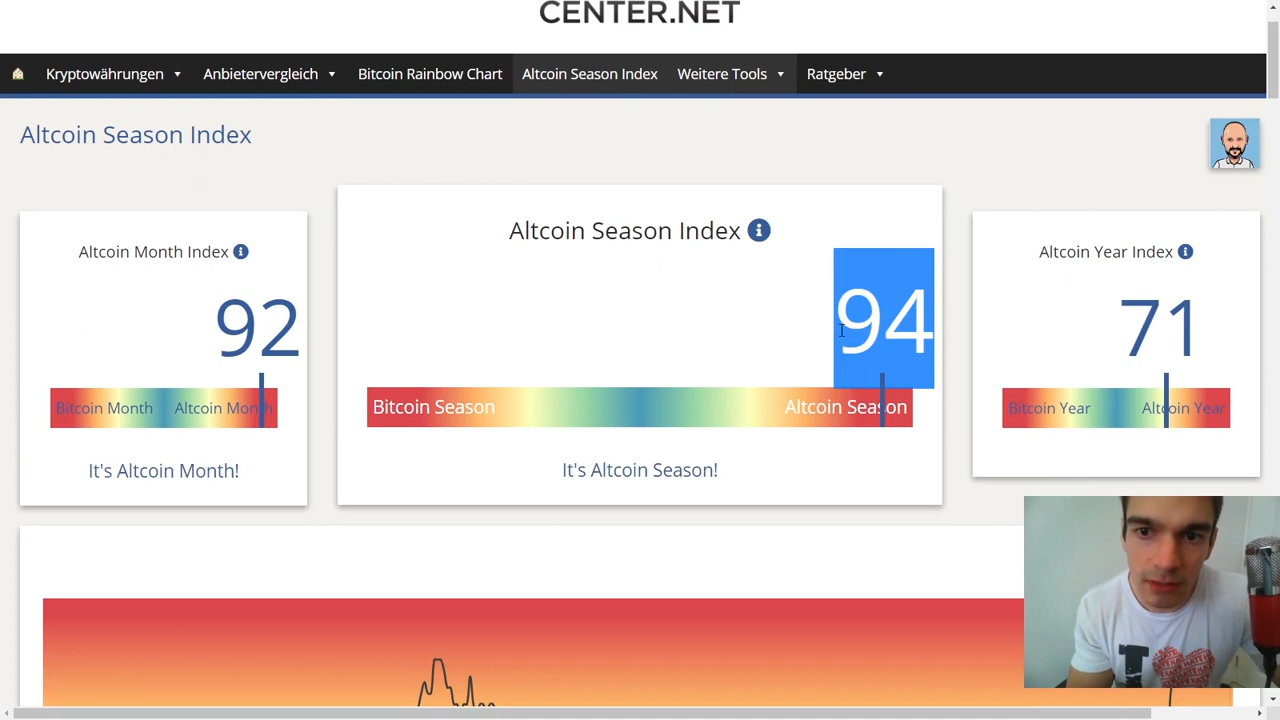 CENTER.NET
Kryptowährungen Anbietervergleich Bitcoin Rainbow Chart Altcoin Season Index Weitere Tools Ratgeber
Altcoin Season Index
Altcoin Month Index
92
Bitcoin Month Altcoin Month
It's Altcoin Month!
Altcoin Season Index
94
Bitcoin Season Altcoin Season
It's Altcoin Season!
Altcoin Year Index
71
Bitcoin Year Altcoin Year
I